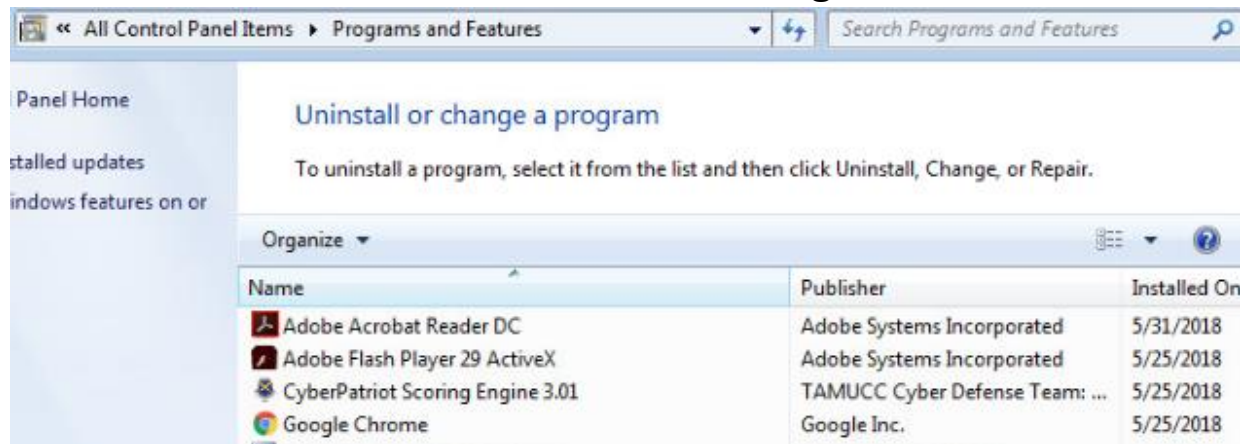 « All Control Panel Items ▸ Programs and Features Search Programs and Features
Panel Home
Uninstall or change a program
stalled updates
To uninstall a program, select it from the list and then click Uninstall, Change, or Repair.
indows features on or
Organize
Name Publisher Installed On
Adobe Acrobat Reader DC Adobe Systems Incorporated 5/31/2018
Adobe Flash Player 29 ActiveX Adobe Systems Incorporated 5/25/2018
CyberPatriot Scoring Engine 3.01 TAMUCC Cyber Defense Team: ... 5/25/2018
Google Chrome Google Inc. 5/25/2018